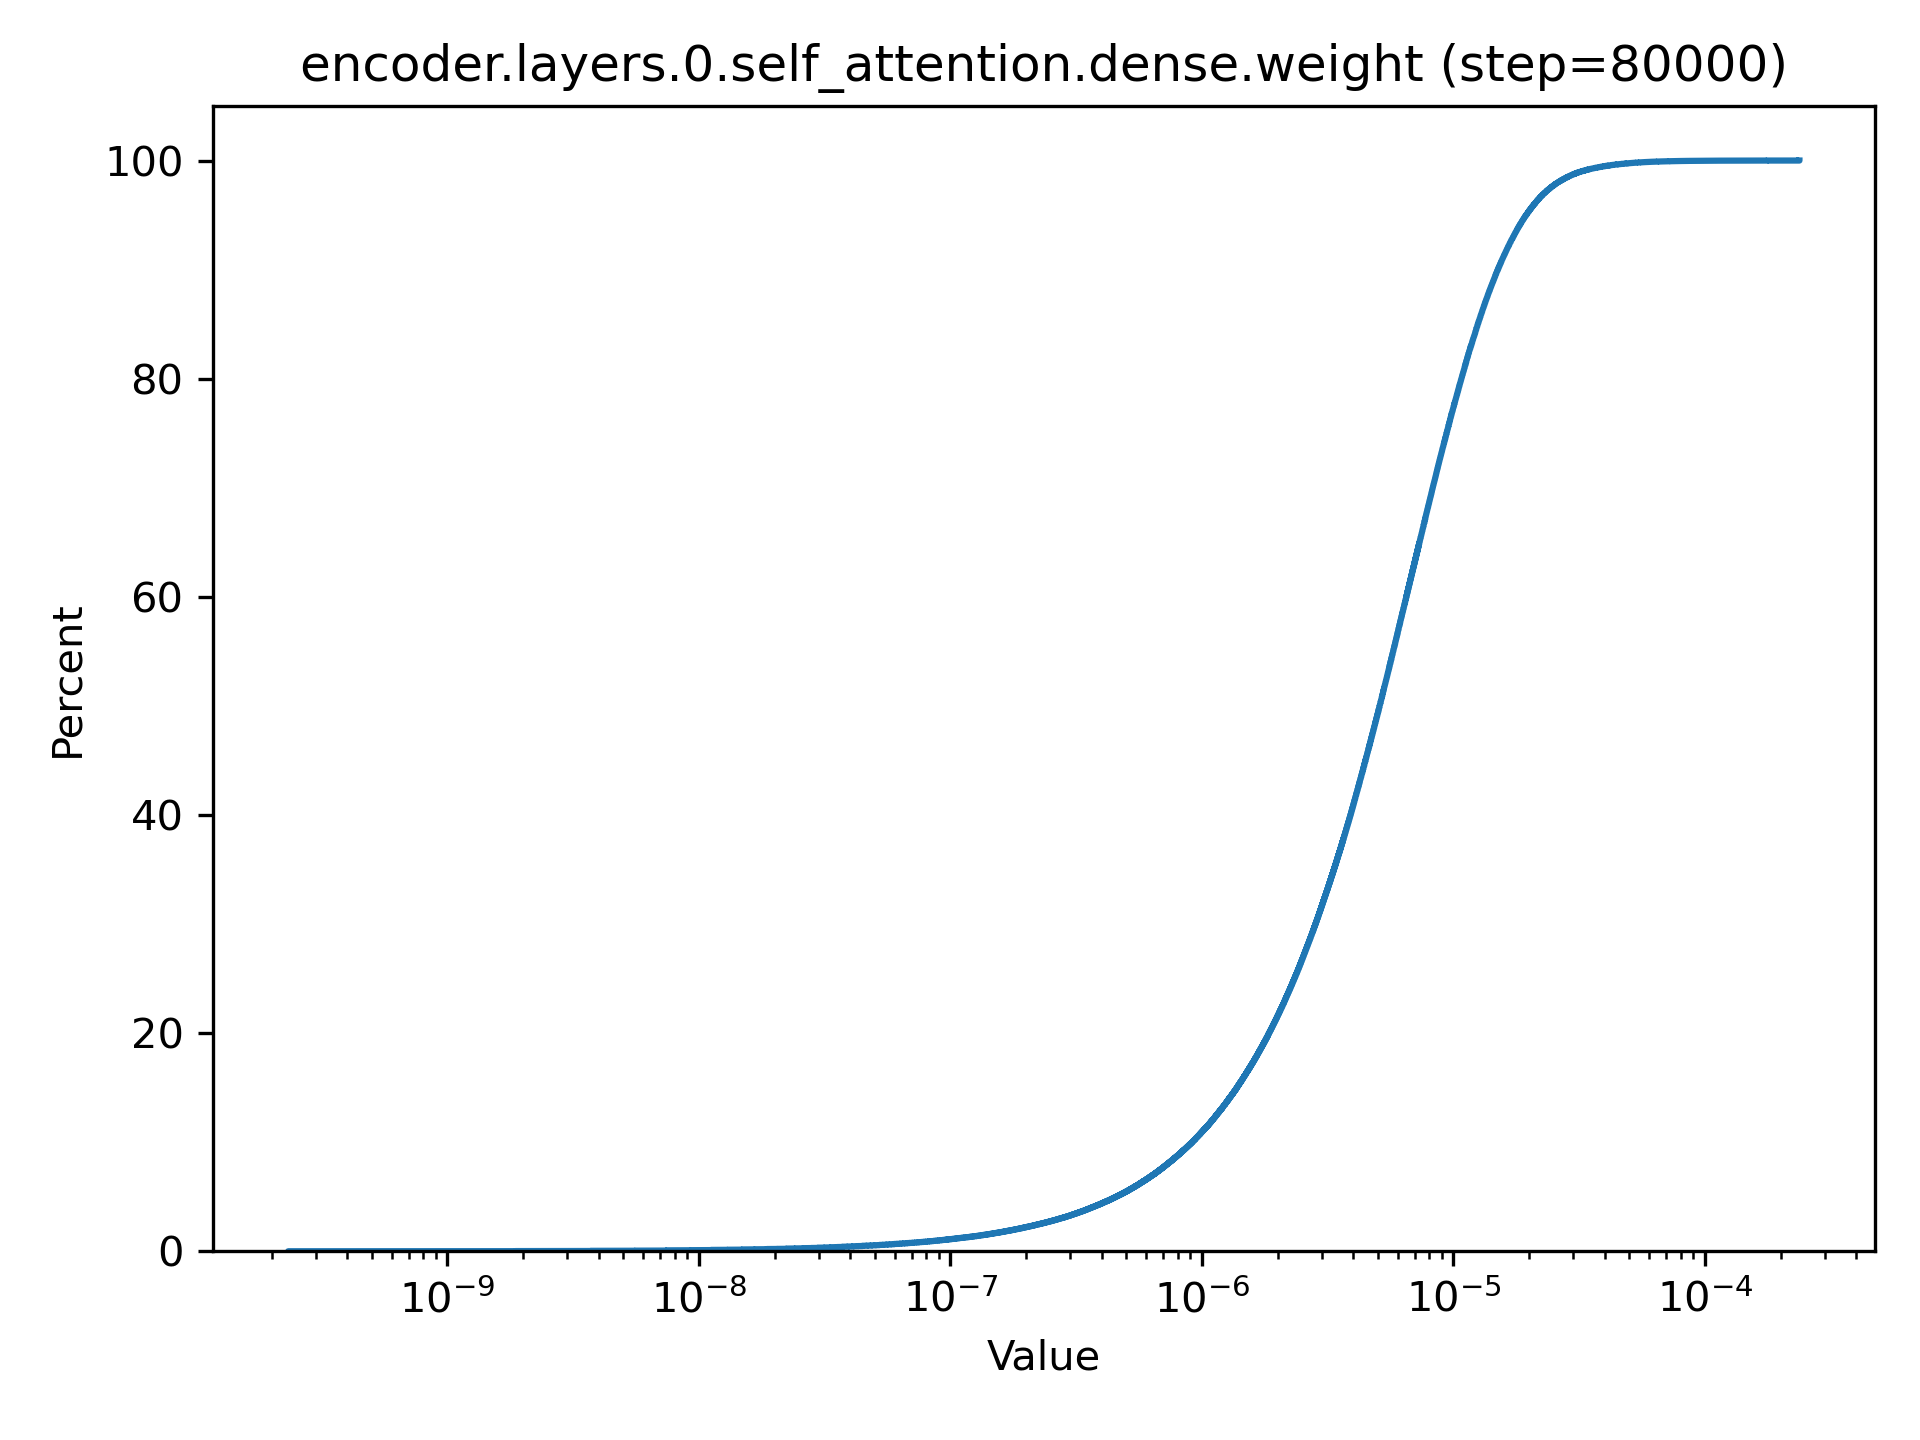 encoder.layers.0.self_attention.dense.weight (step=80000)
100
80
60
40
20
0
Percent
10⁻⁹ 10⁻⁸ 10⁻⁷ 10⁻⁶ 10⁻⁵ 10⁻⁴
Value